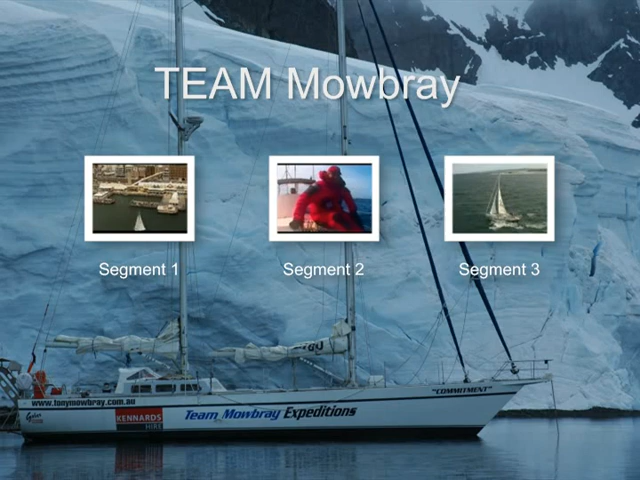 TEAM Mowbray
Segment 1
Segment 2
Segment 3
"COMMITMENT"
www.tonymowbray.com.au
KENNARDS
HIRE
Team Mowbray Expeditions